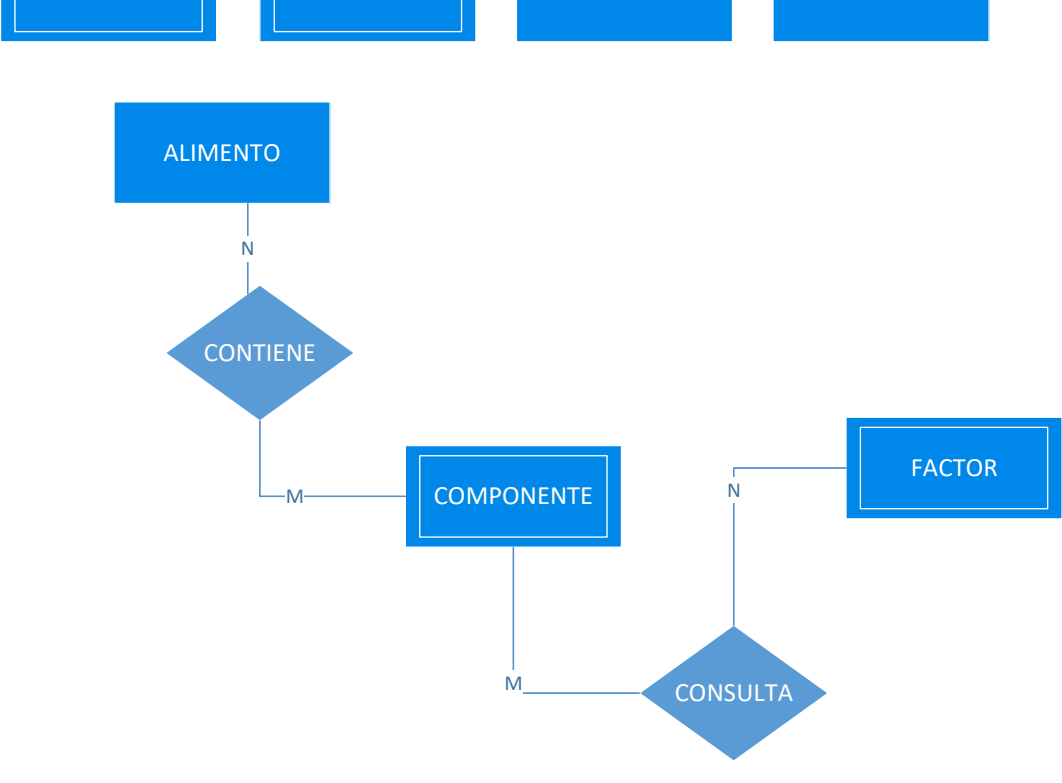 ALIMENTO
N
CONTIENE
M
COMPONENTE
FACTOR
N
M
CONSULTA